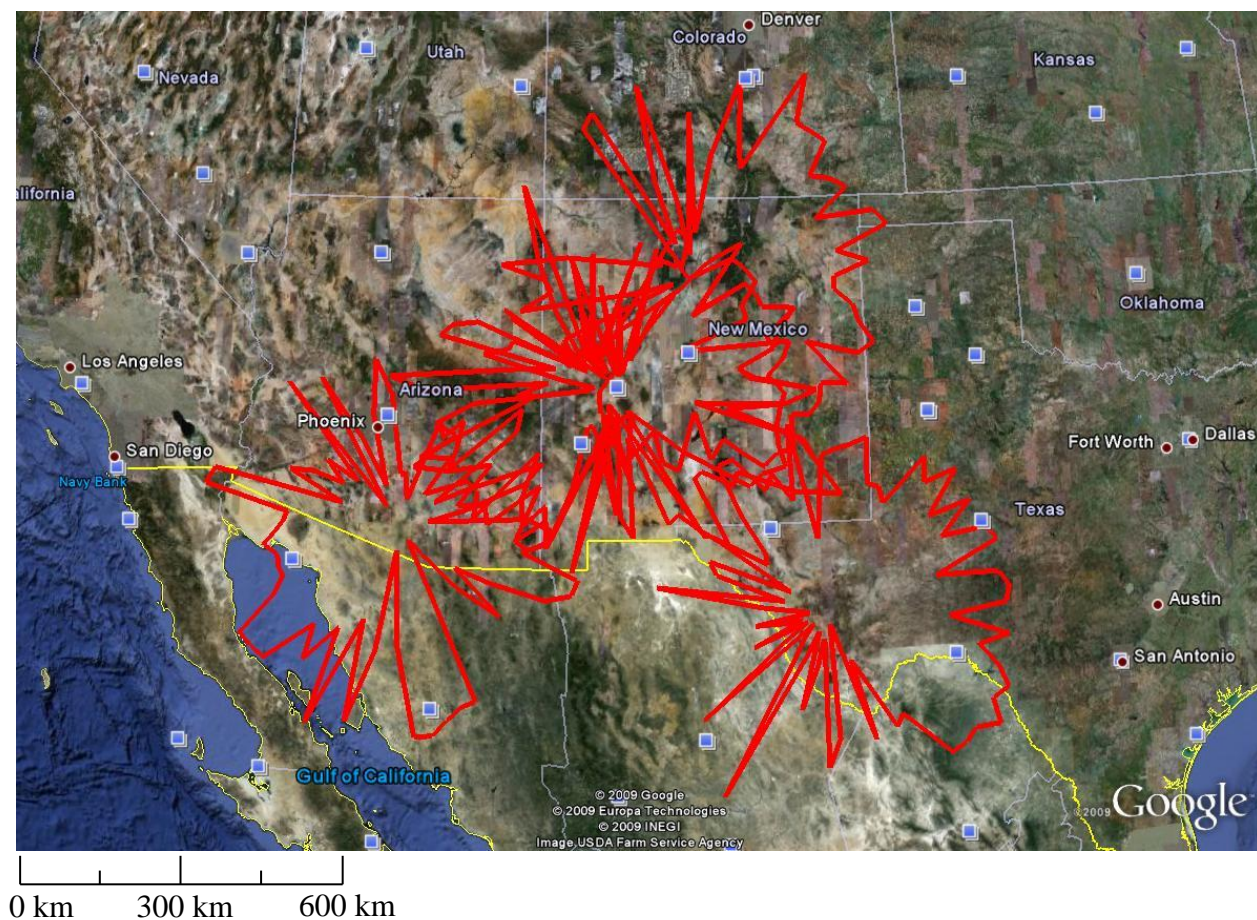 Denver
Colorado
Utah
Kansas
Nevada
alifornia
Oklahoma
New Mexico
Los Angeles
Arizona
Phoenix
Fort Worth
Dallas
San Diego
Navy Bank
Texas
Austin
San Antonio
Gulf of California
© 2009 Google
© 2009 Europa Technologies
© 2009 INEGI
Image USDA Farm Service Agency
©2009 Google
0 km 300 km 600 km